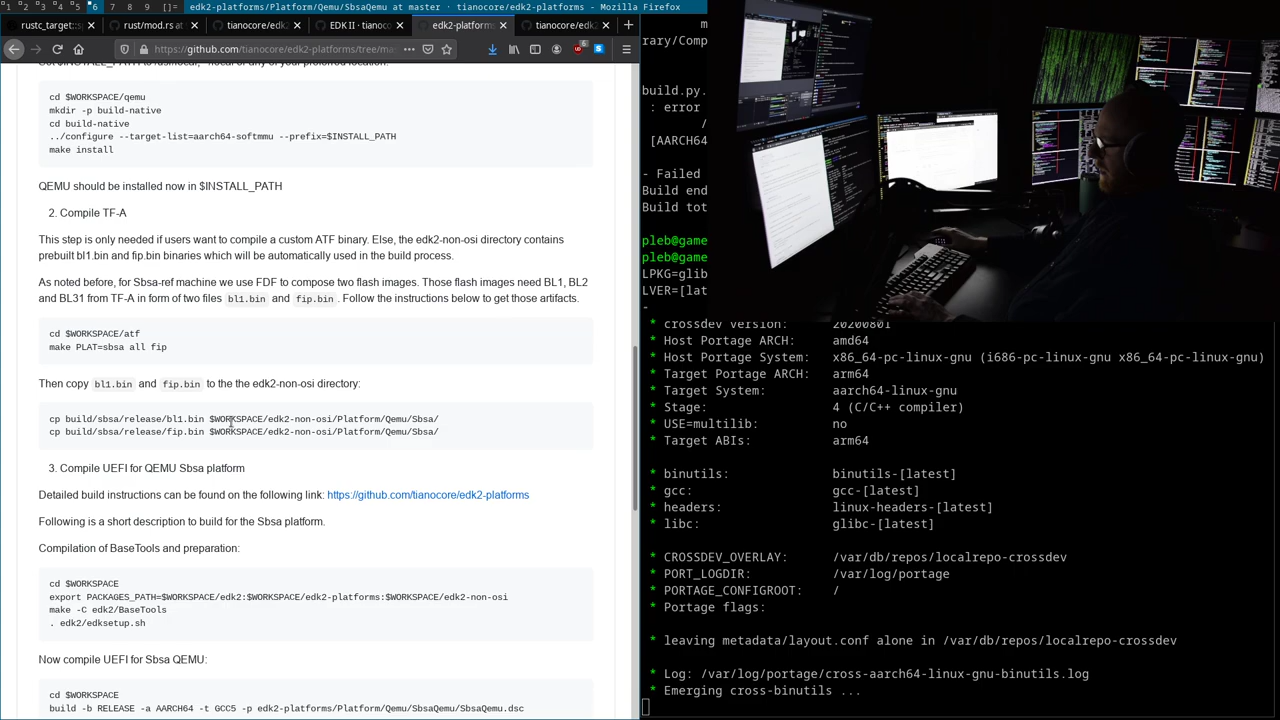 1 2 3 4 5 6 7 8 9 []= edk2-platforms/Platform/Qemu/SbsaQemu at master · tianocore/edk2-platforms - Mozilla Firefox
rustc_target::s
rust/mod.rs at
tianocore/edk2
EDK II · tianoc
edk2-platforms
tianocore/edk2
https://github.com/tianocore/edk2-platforms/tree/ma
cd $WORKSPACE/qemu
mkdir -p build-native
cd build-native
../configure --target-list=aarch64-softmmu --prefix=$INSTALL_PATH
make install
QEMU should be installed now in $INSTALL_PATH
2. Compile TF-A
This step is only needed if users want to compile a custom ATF binary. Else, the edk2-non-osi directory contains
prebuilt bl1.bin and fip.bin binaries which will be automatically used in the build process.
As noted before, for Sbsa-ref machine we use FDF to compose two flash images. Those flash images need BL1, BL2
and BL31 from TF-A in form of two files bl1.bin and fip.bin . Follow the instructions below to get those artifacts.
cd $WORKSPACE/atf
make PLAT=sbsa all fip
Then copy bl1.bin and fip.bin to the the edk2-non-osi directory:
cp build/sbsa/release/bl1.bin $WORKSPACE/edk2-non-osi/Platform/Qemu/Sbsa/
cp build/sbsa/release/fip.bin $WORKSPACE/edk2-non-osi/Platform/Qemu/Sbsa/
3. Compile UEFI for QEMU Sbsa platform
Detailed build instructions can be found on the following link: https://github.com/tianocore/edk2-platforms
Following is a short description to build for the Sbsa platform.
Compilation of BaseTools and preparation:
cd $WORKSPACE
export PACKAGES_PATH=$WORKSPACE/edk2:$WORKSPACE/edk2-platforms:$WORKSPACE/edk2-non-osi
make -C edk2/BaseTools
. edk2/edksetup.sh
Now compile UEFI for Sbsa QEMU:
cd $WORKSPACE
build -b RELEASE -a AARCH64 -t GCC5 -p edk2-platforms/Platform/Qemu/SbsaQemu/SbsaQemu.dsc
m
rary/Comp
build.py.
: error
/
[AARCH64
- Failed
Build end
Build tot
pleb@game
pleb@game
LPKG=glib
LVER=[lat
-
* crossdev version: 20200801
* Host Portage ARCH: amd64
* Host Portage System: x86_64-pc-linux-gnu (i686-pc-linux-gnu x86_64-pc-linux-gnu)
* Target Portage ARCH: arm64
* Target System: aarch64-linux-gnu
* Stage: 4 (C/C++ compiler)
* USE=multilib: no
* Target ABIs: arm64
* binutils: binutils-[latest]
* gcc: gcc-[latest]
* headers: linux-headers-[latest]
* libc: glibc-[latest]
* CROSSDEV_OVERLAY: /var/db/repos/localrepo-crossdev
* PORT_LOGDIR: /var/log/portage
* PORTAGE_CONFIGROOT: /
* Portage flags:
* leaving metadata/layout.conf alone in /var/db/repos/localrepo-crossdev
* Log: /var/log/portage/cross-aarch64-linux-gnu-binutils.log
* Emerging cross-binutils ...